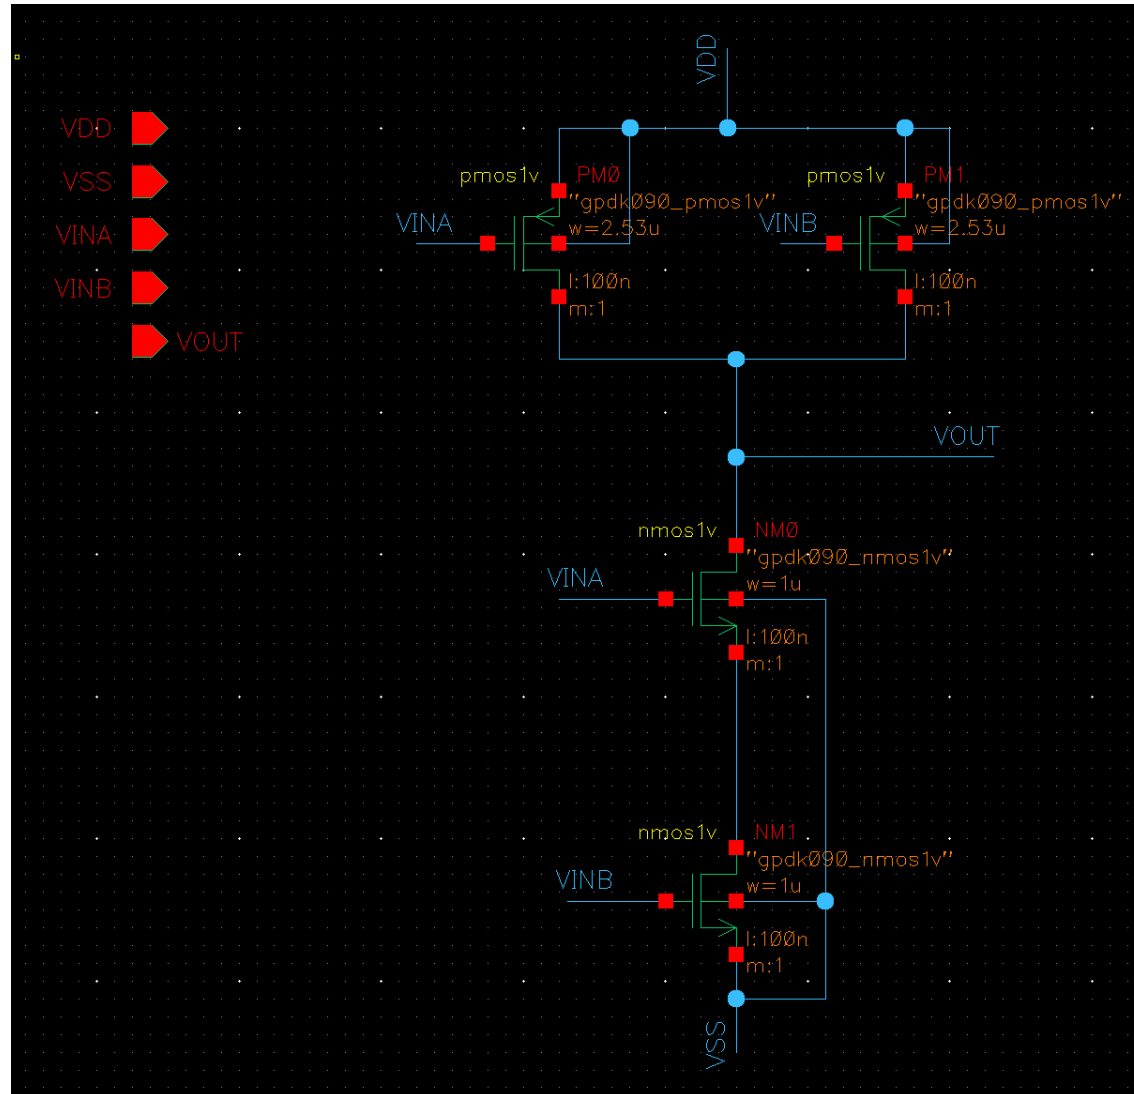 VDD
VSS
VINA
VINB
VOUT
VDD
pmos1v
PM0
"gpdk090_pmos1v"
VINA
w=2.53u
l:100n
m:1
pmos1v
PM1
"gpdk090_pmos1v"
VINB
w=2.53u
l:100n
m:1
VOUT
nmos1v
NM0
"gpdk090_nmos1v"
VINA
w=1u
l:100n
m:1
nmos1v
NM1
"gpdk090_nmos1v"
VINB
w=1u
l:100n
m:1
VSS